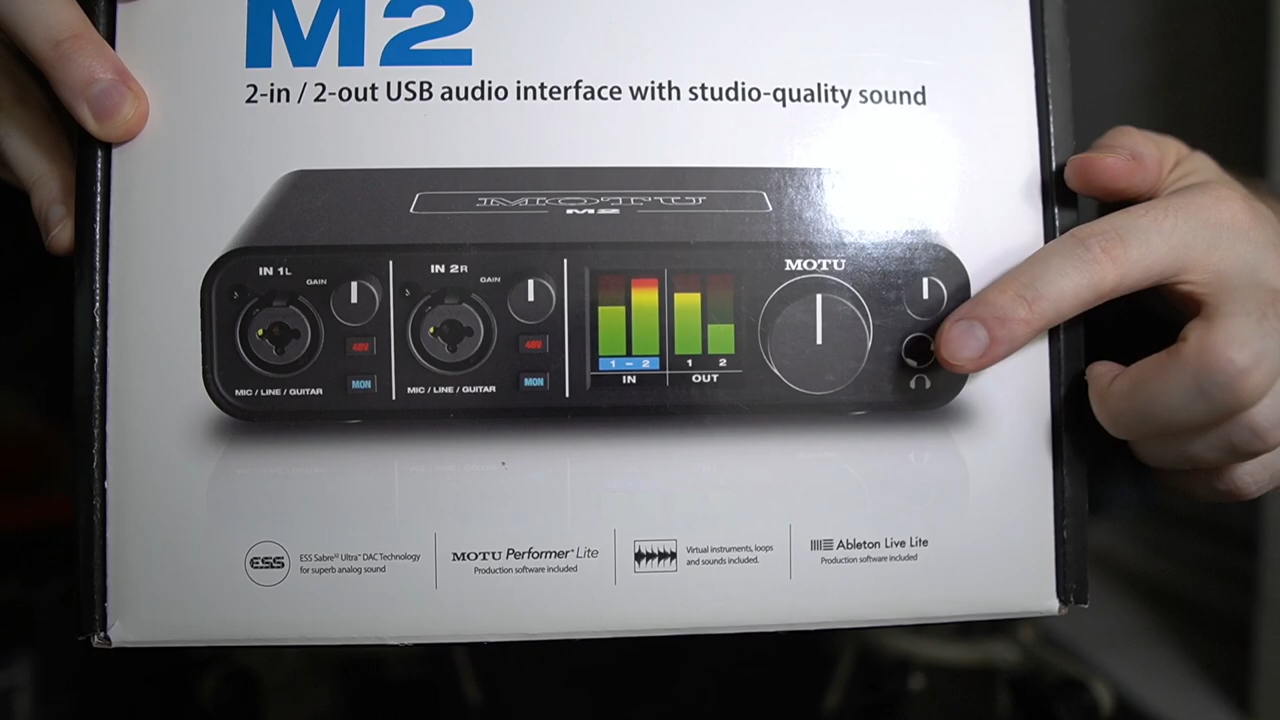 M2
2-in / 2-out USB audio interface with studio-quality sound
MOTU
M2
IN 1L
GAIN
48V
MON
MIC / LINE / GUITAR
IN 2R
GAIN
48V
MON
MIC / LINE / GUITAR
1 - 2
IN
1 2
OUT
MOTU
ESS
ESS Sabre³² Ultra™ DAC Technology
for superb analog sound
MOTU Performer® Lite
Production software included
Virtual instruments, loops
and sounds included.
Ableton Live Lite
Production software included